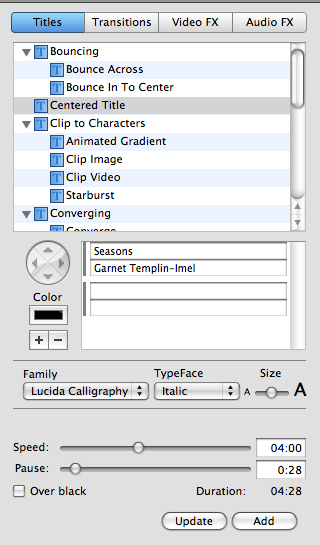 Titles Transitions Video FX Audio FX
Bouncing
T Bounce Across
T Bounce In To Center
T Centered Title
T Clip to Characters
T Animated Gradient
T Clip Image
T Clip Video
T Starburst
T Converging
T Converge
Seasons
Garnet Templin-Imel
Color
+ −
Family TypeFace Size
Lucida Calligraphy Italic A A
Speed: 04:00
Pause: 0:28
Over black Duration: 04:28
Update Add